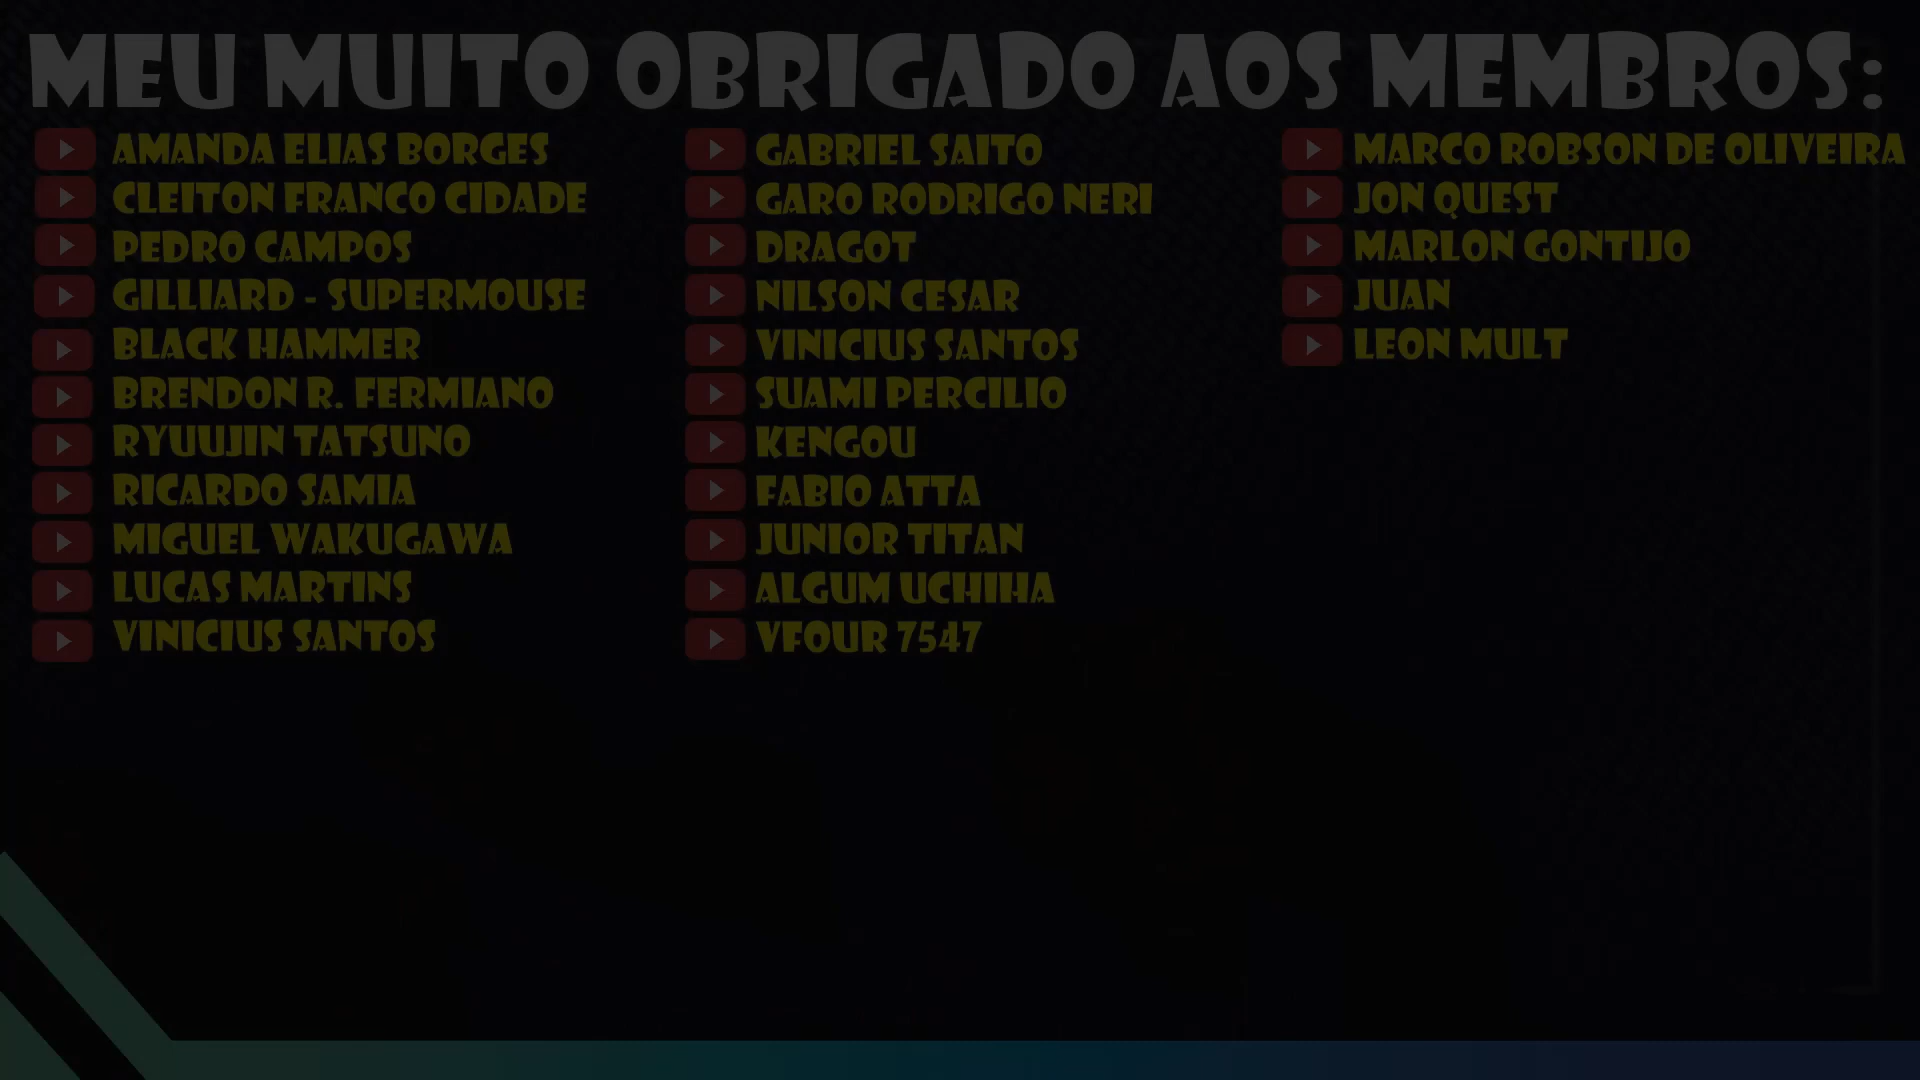 MEU MUITO OBRIGADO AOS MEMBROS:
AMANDA ELIAS BORGES
CLEITON FRANCO CIDADE
PEDRO CAMPOS
GILLIARD - SUPERMOUSE
BLACK HAMMER
BRENDON R. FERMIANO
RYUUJIN TATSUNO
RICARDO SAMIA
MIGUEL WAKUGAWA
LUCAS MARTINS
VINICIUS SANTOS
GABRIEL SAITO
GARO RODRIGO NERI
DRAGOT
NILSON CESAR
VINICIUS SANTOS
SUAMI PERCILIO
KENGOU
FABIO ATTA
JUNIOR TITAN
ALGUM UCHIHA
VFOUR 7547
MARCO ROBSON DE OLIVEIRA
JON QUEST
MARLON GONTIJO
JUAN
LEON MULT